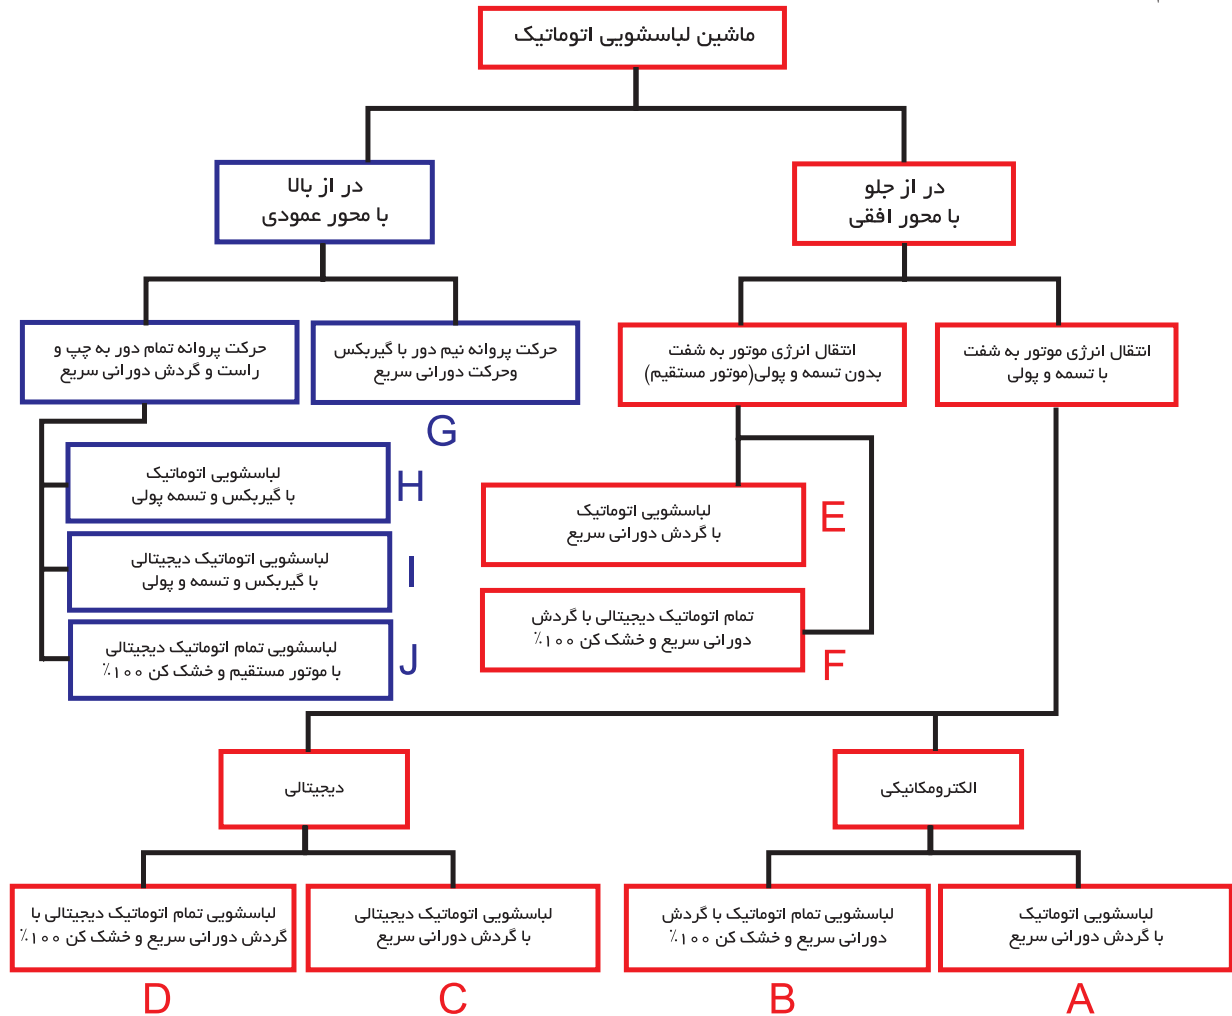 ماشین لباسشویی اتوماتیک
در از جلو
با محور افقی
در از بالا
با محور عمودی
انتقال انرژی موتور به شفت
با تسمه و پولی
انتقال انرژی موتور به شفت
بدون تسمه و پولی(موتور مستقیم)
حرکت پروانه نیم دور با گیربکس
وحرکت دورانی سریع
G
حرکت پروانه تمام دور به چپ و
راست و گردش دورانی سریع
لباسشویی اتوماتیک
با گیربکس و تسمه پولی
H
لباسشویی اتوماتیک دیجیتالی
با گیربکس و تسمه و پولی
I
لباسشویی تمام اتوماتیک دیجیتالی
با موتور مستقیم و خشک کن ۱۰۰٪
J
لباسشویی اتوماتیک
با گردش دورانی سریع
E
تمام اتوماتیک دیجیتالی با گردش
دورانی سریع و خشک کن ۱۰۰٪
F
الکترومکانیکی
دیجیتالی
لباسشویی اتوماتیک
با گردش دورانی سریع
A
لباسشویی تمام اتوماتیک با گردش
دورانی سریع و خشک کن ۱۰۰٪
B
لباسشویی اتوماتیک دیجیتالی
با گردش دورانی سریع
C
لباسشویی تمام اتوماتیک دیجیتالی با
گردش دورانی سریع و خشک کن ۱۰۰٪
D